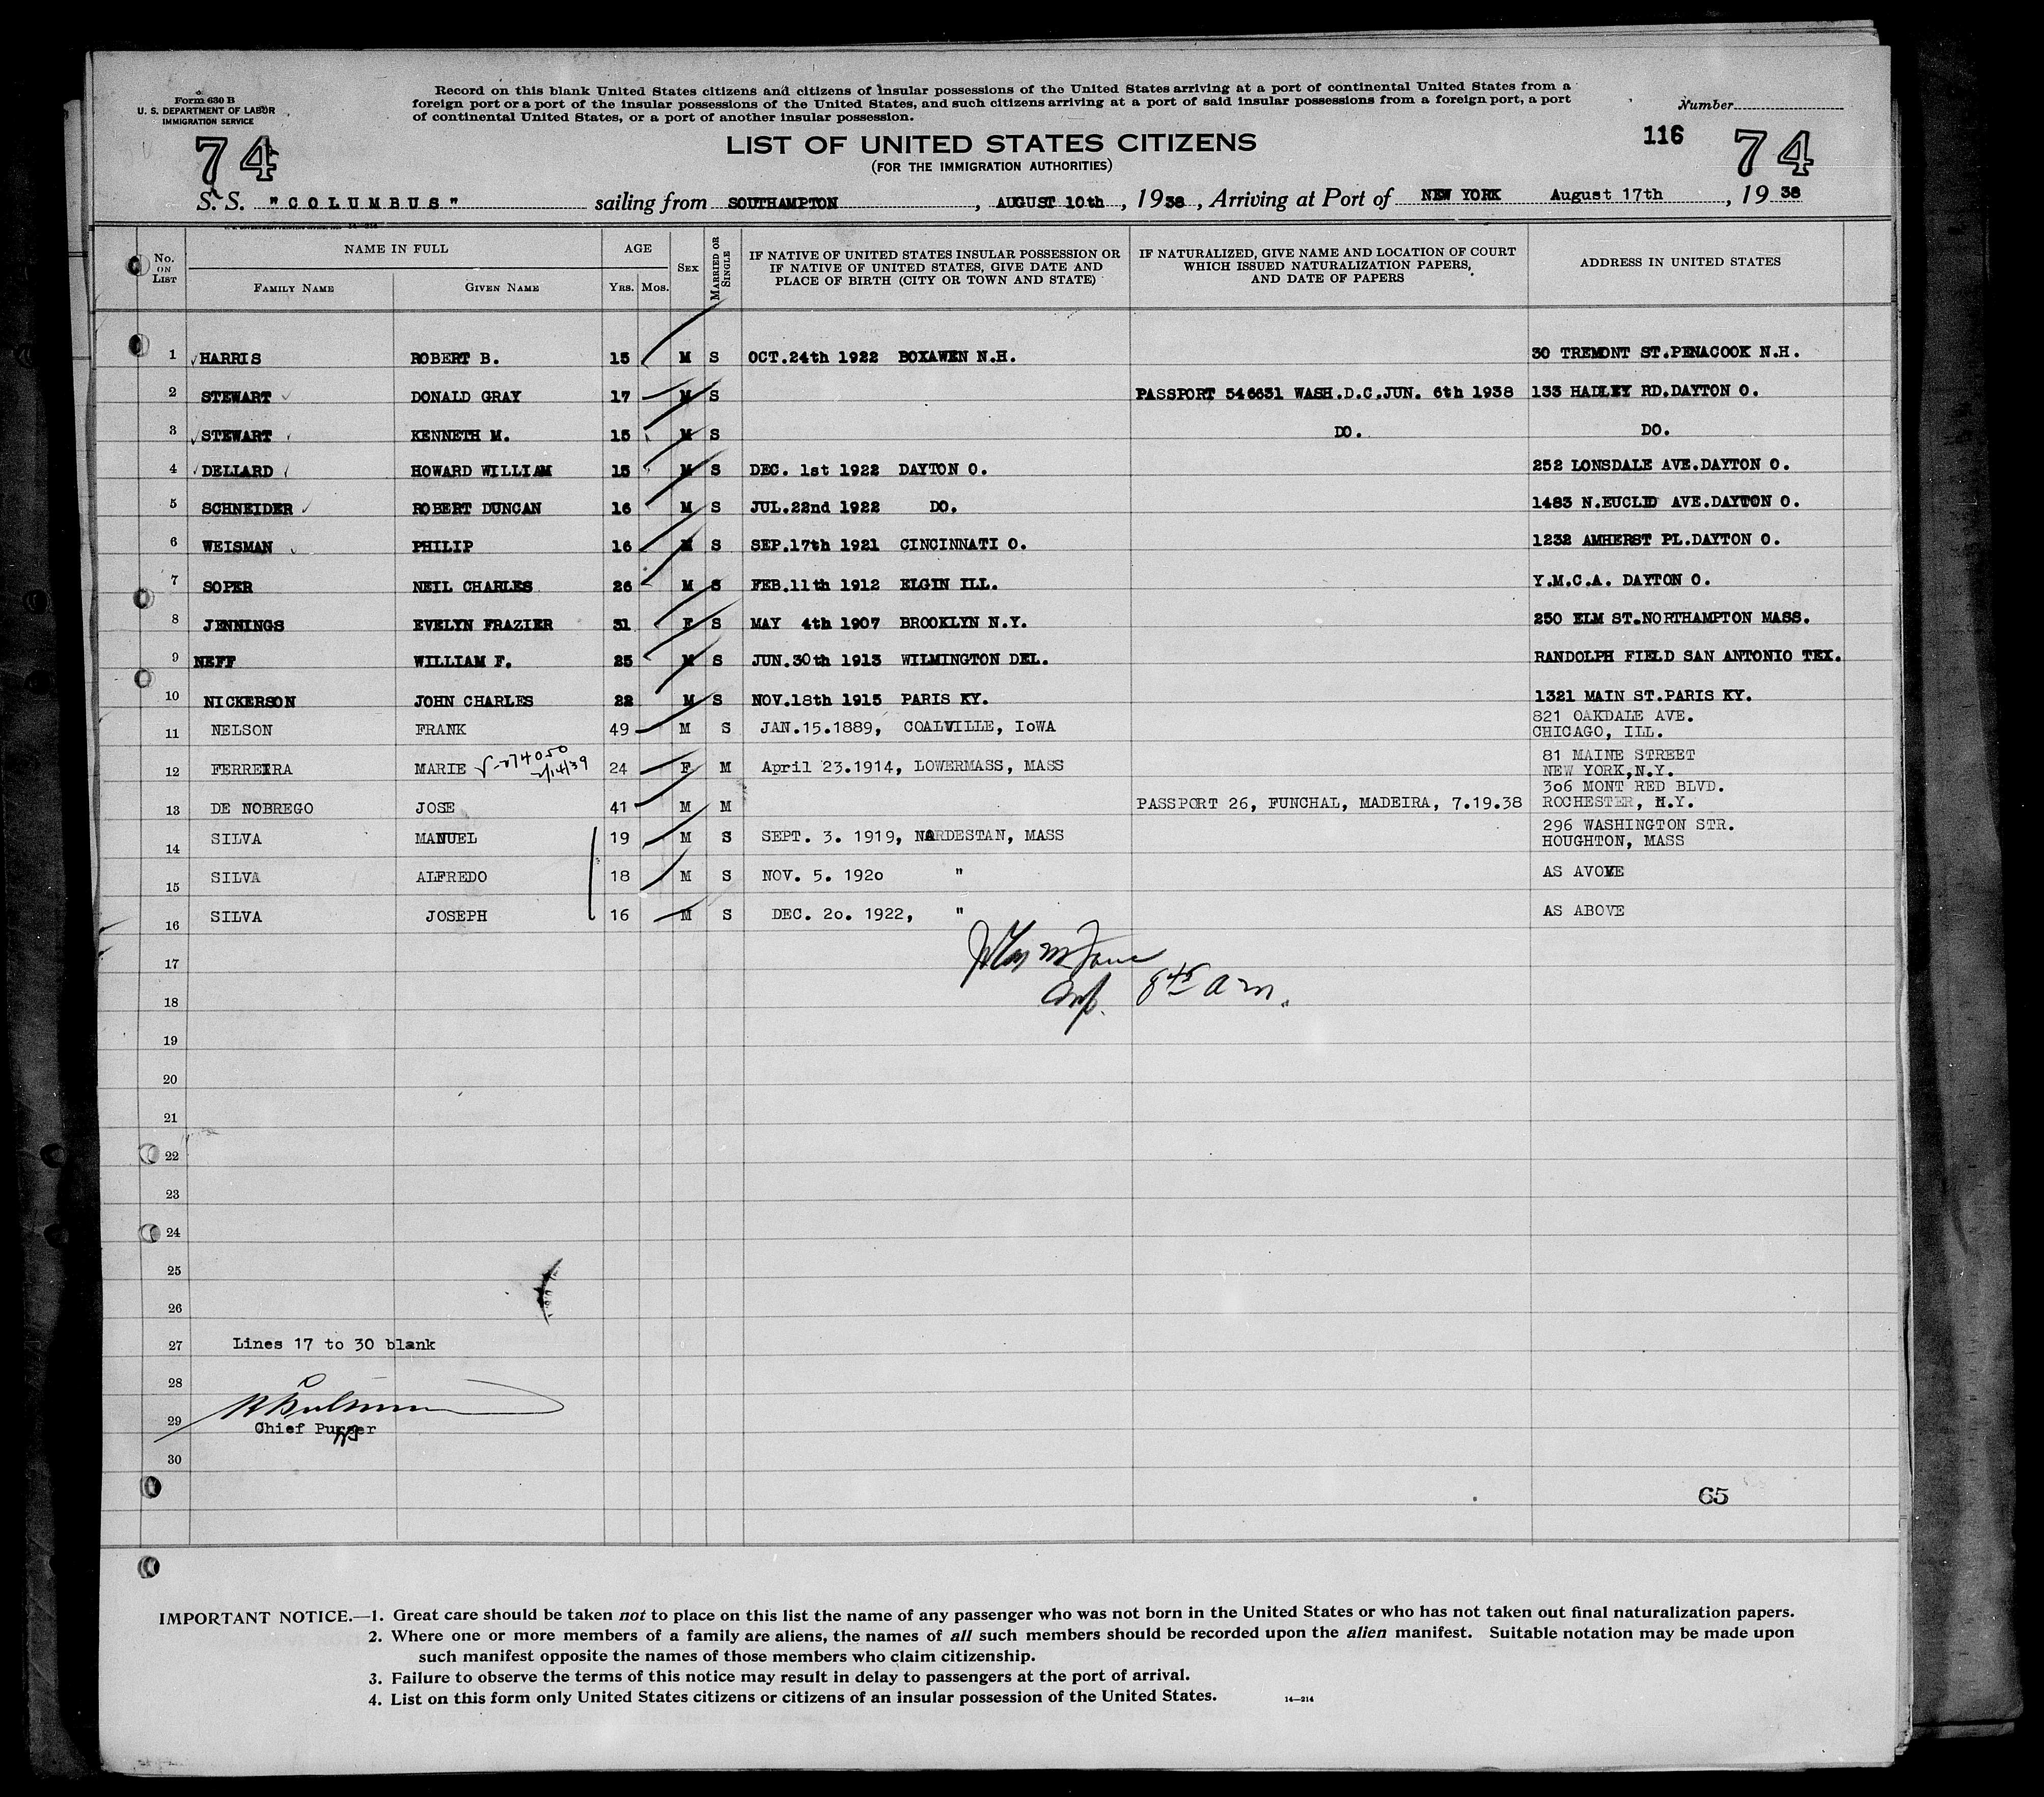 Form 630 B
U. S. DEPARTMENT OF LABOR
IMMIGRATION SERVICE
Record on this blank United States citizens and citizens of insular possessions of the United States arriving at a port of continental United States from a
foreign port or a port of the insular possessions of the United States, and such citizens arriving at a port of said insular possessions from a foreign port, a port
of continental United States, or a port of another insular possession.
Number
74
116
74
LIST OF UNITED STATES CITIZENS
(FOR THE IMMIGRATION AUTHORITIES)
S. S. "COLUMBUS" sailing from SOUTHAMPTON, AUGUST 10th, 1938, Arriving at Port of NEW YORK August 17th, 1938
No. ON LIST
NAME IN FULL
FAMILY NAME GIVEN NAME
AGE
YRS. MOS.
SEX
MARRIED OR SINGLE
IF NATIVE OF UNITED STATES INSULAR POSSESSION OR
IF NATIVE OF UNITED STATES, GIVE DATE AND
PLACE OF BIRTH (CITY OR TOWN AND STATE)
IF NATURALIZED, GIVE NAME AND LOCATION OF COURT
WHICH ISSUED NATURALIZATION PAPERS,
AND DATE OF PAPERS
ADDRESS IN UNITED STATES
1 HARRIS ROBERT B. 15 M S OCT.24th 1922 BOXAWEN N.H. 30 TREMONT ST.PENACOOK N.H.
2 STEWART DONALD GRAY 17 M S PASSPORT 546631 WASH.D.C.JUN. 6th 1938 133 HADLEY RD.DAYTON O.
3 STEWART KENNETH M. 15 M S DO. DO.
4 DELLARD HOWARD WILLIAM 15 M S DEC. 1st 1922 DAYTON O. 252 LONSDALE AVE.DAYTON O.
5 SCHNEIDER ROBERT DUNCAN 16 M S JUL.22nd 1922 DO. 1483 N.EUCLID AVE.DAYTON O.
6 WEISMAN PHILIP 16 M S SEP.17th 1921 CINCINNATI O. 1232 AMHERST PL.DAYTON O.
7 SOPER NEIL CHARLES 26 M S FEB.11th 1912 ELGIN ILL. Y.M.C.A. DAYTON O.
8 JENNINGS EVELYN FRAZIER 31 F S MAY 4th 1907 BROOKLYN N.Y. 250 ELM ST.NORTHAMPTON MASS.
9 NEFF WILLIAM F. 25 M S JUN.30th 1913 WILMINGTON DEL. RANDOLPH FIELD SAN ANTONIO TEX.
10 NICKERSON JOHN CHARLES 22 M S NOV.18th 1915 PARIS KY. 1321 MAIN ST.PARIS KY.
11 NELSON FRANK 49 M S JAN.15.1889, COALVILLE, IoWA 821 OAKDALE AVE.
CHICAGO, ILL.
12 FERREIRA MARIE 24 F M April 23.1914, LOWERMASS, MASS 81 MAINE STREET
NEW YORK,N.Y.
13 DE NOBREGO JOSE 41 M M PASSPORT 26, FUNCHAL, MADEIRA, 7.19.38 306 MONT RED BLVD.
ROCHESTER, N.Y.
14 SILVA MANUEL 19 M S SEPT. 3. 1919, NARDESTAN, MASS 296 WASHINGTON STR.
HOUGHTON, MASS
15 SILVA ALFREDO 18 M S NOV. 5. 192o " AS AVOVE
16 SILVA JOSEPH 16 M S DEC. 2o. 1922, " AS ABOVE
17
18 8 45 a m.
19
20
21
22
23
24
25
26
27 Lines 17 to 30 blank
28
29 Chief Purser
30
65
IMPORTANT NOTICE.—1. Great care should be taken not to place on this list the name of any passenger who was not born in the United States or who has not taken out final naturalization papers.
2. Where one or more members of a family are aliens, the names of all such members should be recorded upon the alien manifest. Suitable notation may be made upon
such manifest opposite the names of those members who claim citizenship.
3. Failure to observe the terms of this notice may result in delay to passengers at the port of arrival.
4. List on this form only United States citizens or citizens of an insular possession of the United States.
14—214